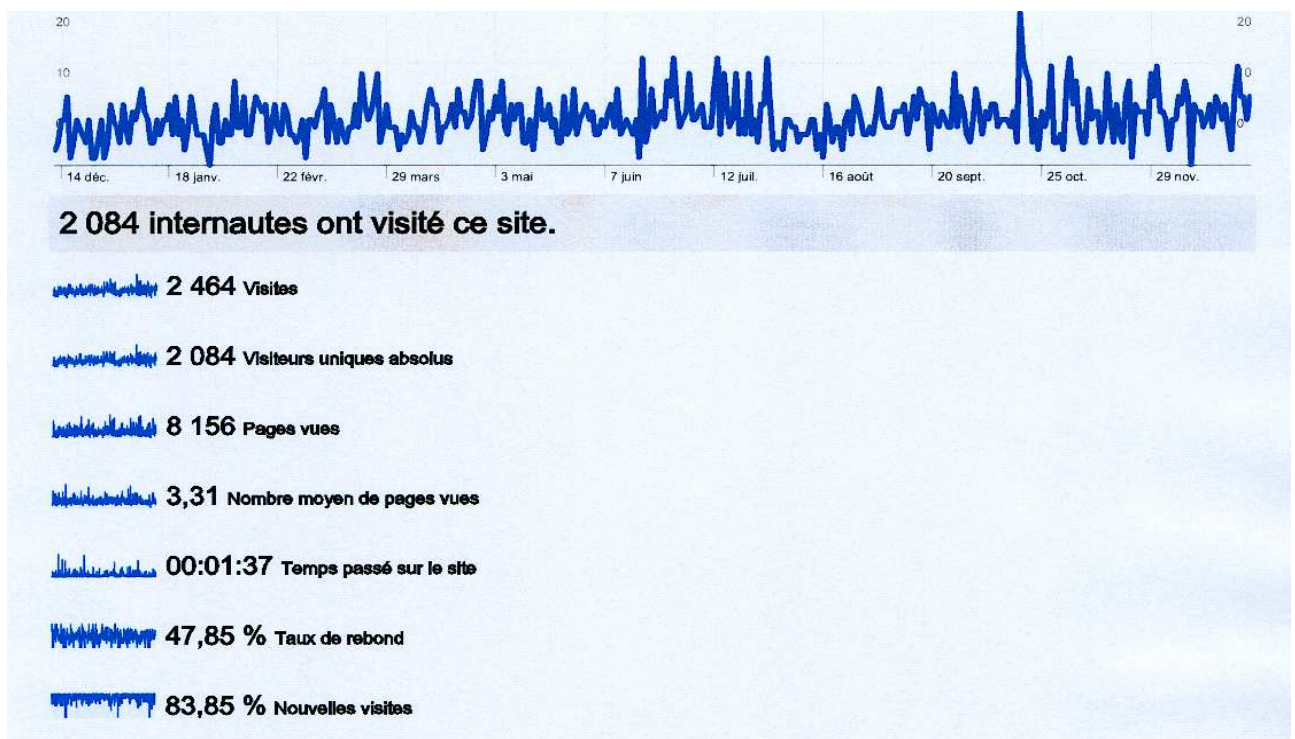 20 20
10 0
0
14 déc. 18 janv. 22 févr. 29 mars 3 mai 7 juin 12 juil. 16 août 20 sept. 25 oct. 29 nov.
2 084 internautes ont visité ce site.
2 464 Visites
2 084 Visiteurs uniques absolus
8 156 Pages vues
3,31 Nombre moyen de pages vues
00:01:37 Temps passé sur le site
47,85 % Taux de rebond
83,85 % Nouvelles visites